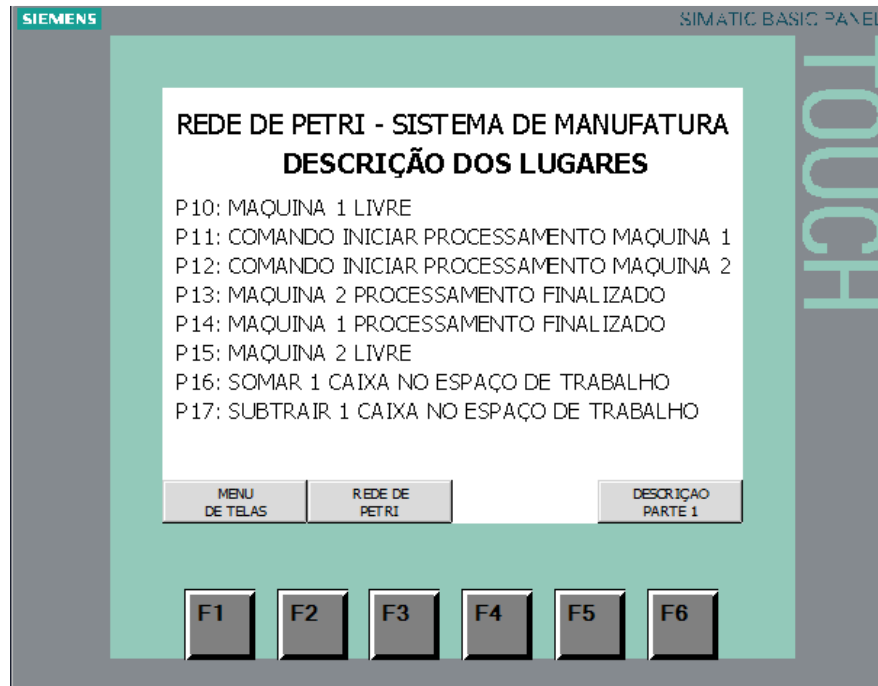 SIEMENS
SIMATIC BASIC PANEL
TOUCH
REDE DE PETRI - SISTEMA DE MANUFATURA
DESCRIÇÃO DOS LUGARES
P10: MAQUINA 1 LIVRE
P11: COMANDO INICIAR PROCESSAMENTO MAQUINA 1
P12: COMANDO INICIAR PROCESSAMENTO MAQUINA 2
P13: MAQUINA 2 PROCESSAMENTO FINALIZADO
P14: MAQUINA 1 PROCESSAMENTO FINALIZADO
P15: MAQUINA 2 LIVRE
P16: SOMAR 1 CAIXA NO ESPAÇO DE TRABALHO
P17: SUBTRAIR 1 CAIXA NO ESPAÇO DE TRABALHO
MENU
DE TELAS
REDE DE
PETRI
DESCRIÇAO
PARTE 1
F1 F2 F3 F4 F5 F6